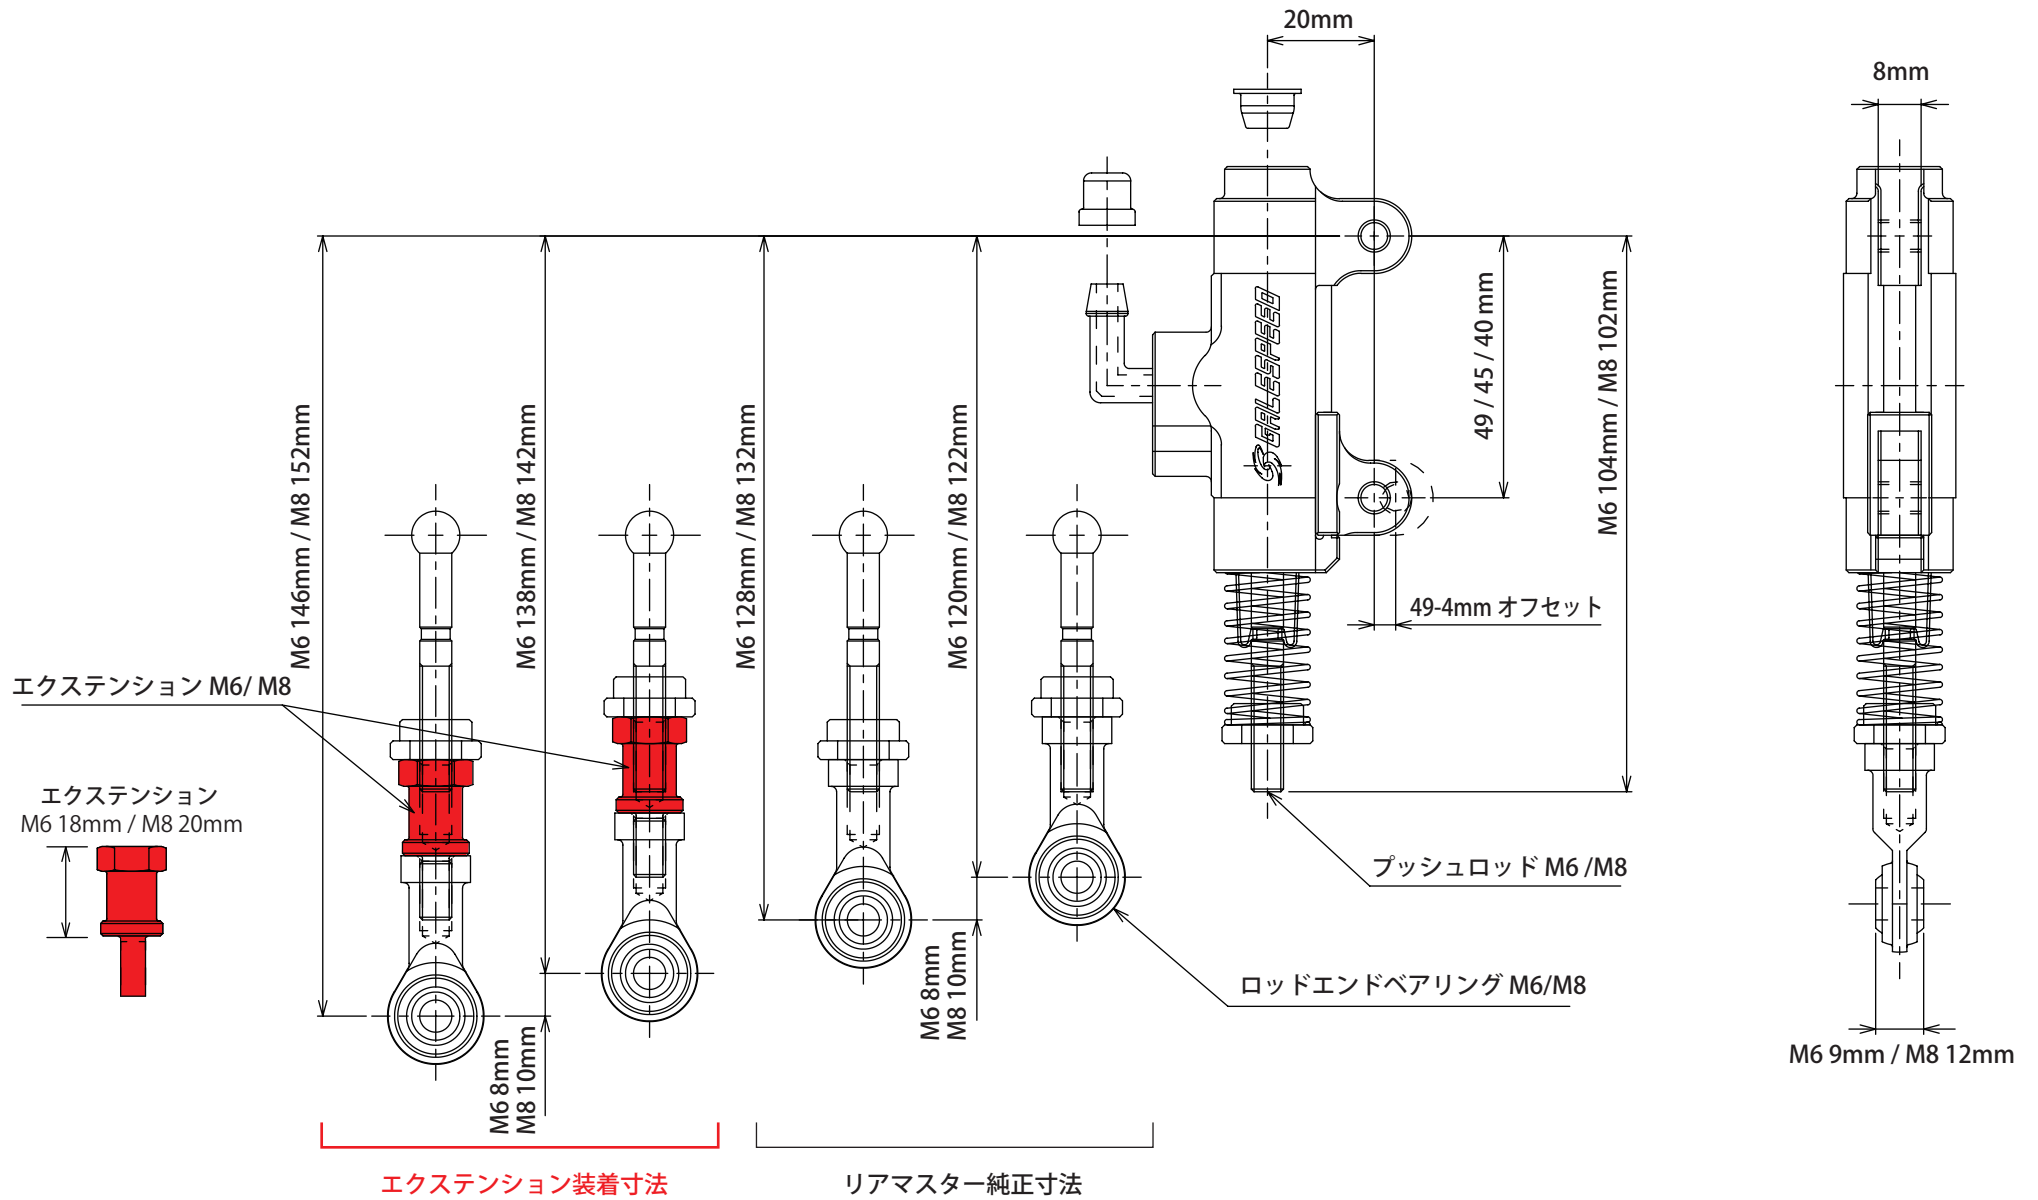 20mm
8mm
M6 146mm / M8 152mm
M6 138mm / M8 142mm
M6 128mm / M8 132mm
M6 120mm / M8 122mm
GALESPEED
49 / 45 / 40 mm
M6 104mm / M8 102mm
49-4mm オフセット
エクステンション M6/ M8
エクステンション
M6 18mm / M8 20mm
プッシュロッド M6 /M8
ロッドエンドベアリング M6/M8
M6 8mm
M8 10mm
M6 8mm
M8 10mm
M6 9mm / M8 12mm
エクステンション装着寸法
リアマスター純正寸法